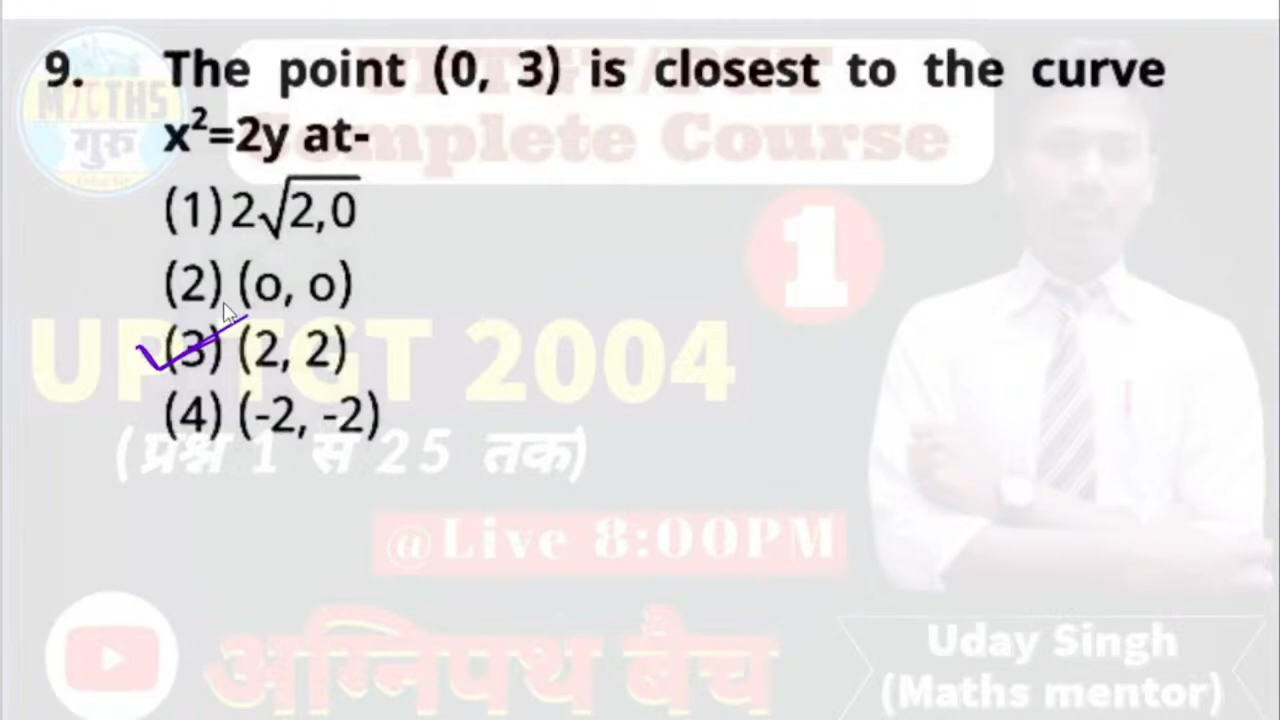 9. The point (0, 3) is closest to the curve
x²=2y at-
(1) 2√2,0
(2) (o, o)
(3) (2, 2)
(4) (-2, -2)
MATHS
गुरु
Complete Course
1
UP TGT 2004
(प्रश्न 1 से 25 तक)
@Live 8:00PM
अग्निपथ बैच
Uday Singh
(Maths mentor)